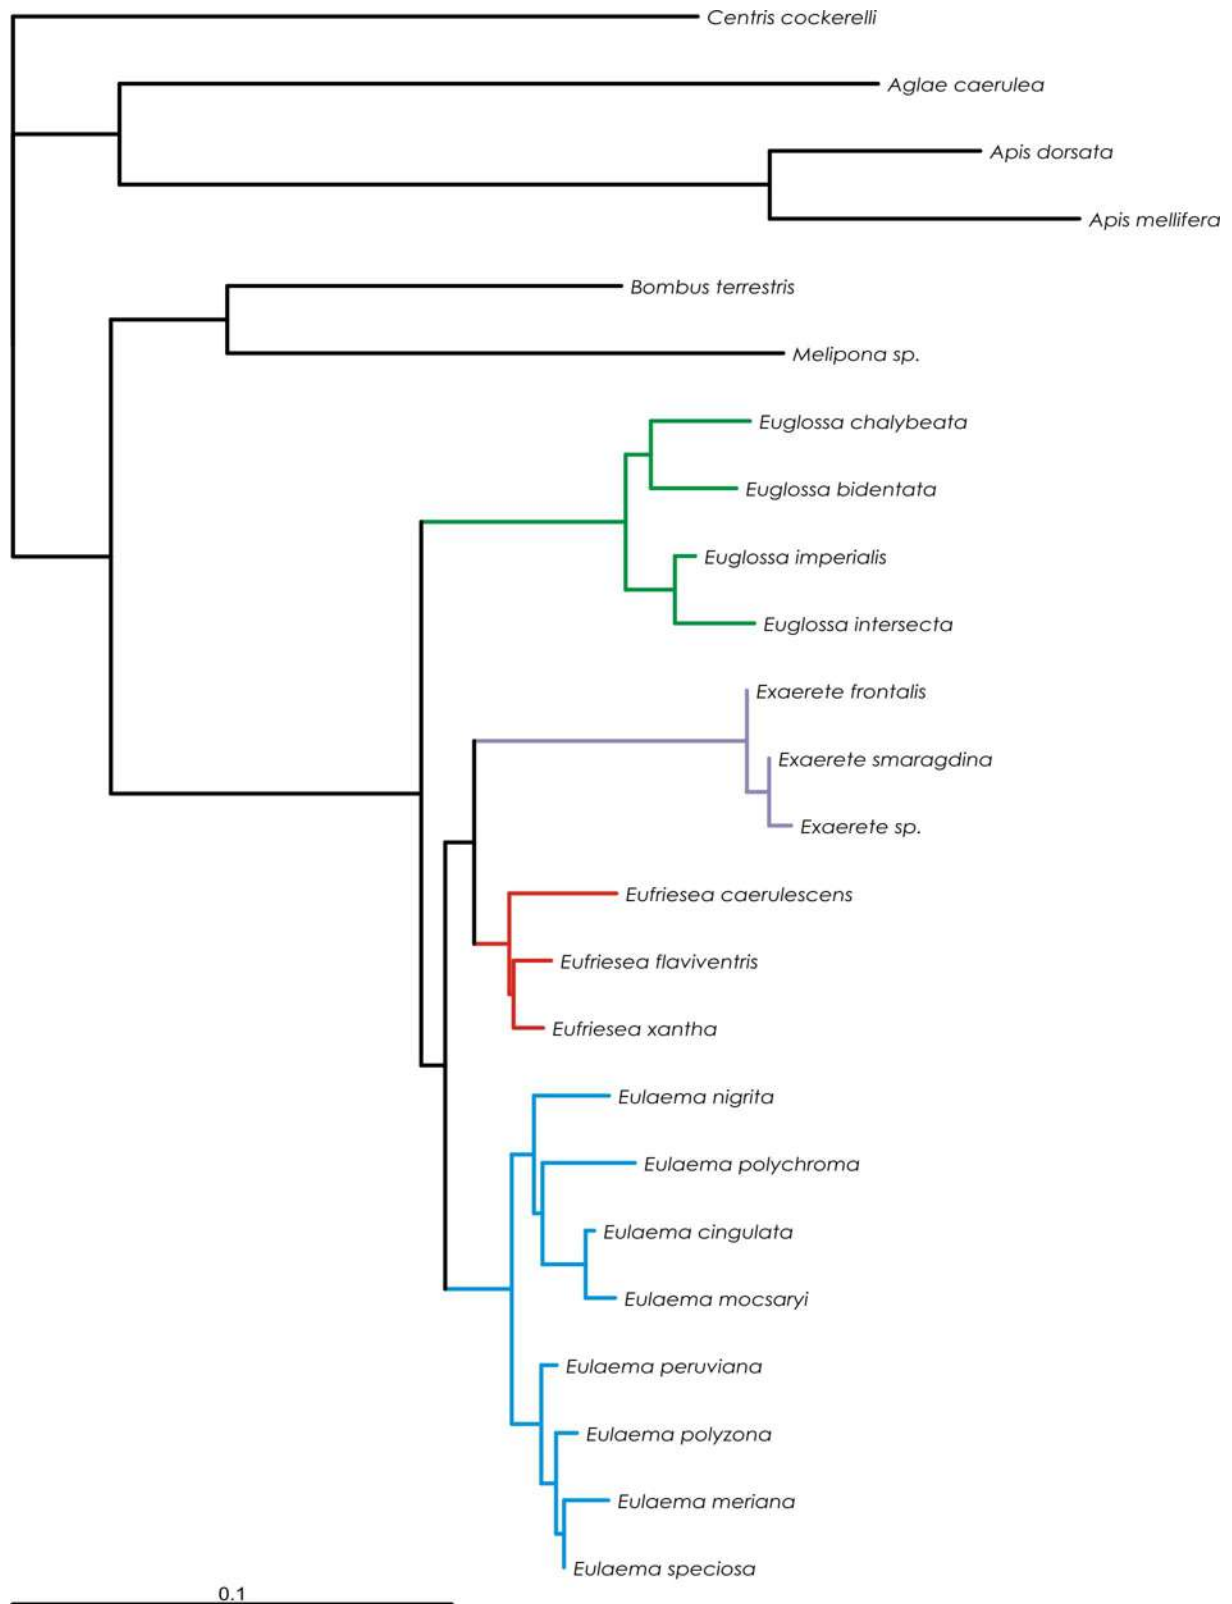 Centris cockerelli
Aglae caerulea
Apis dorsata
Apis mellifera
Bombus terrestris
Melipona sp.
Euglossa chalybeata
Euglossa bidentata
Euglossa imperialis
Euglossa intersecta
Exaerete frontalis
Exaerete smaragdina
Exaerete sp.
Eufriesea caerulescens
Eufriesea flaviventris
Eufriesea xantha
Eulaema nigrita
Eulaema polychroma
Eulaema cingulata
Eulaema mocsaryi
Eulaema peruviana
Eulaema polyzona
Eulaema meriana
Eulaema speciosa
0.1